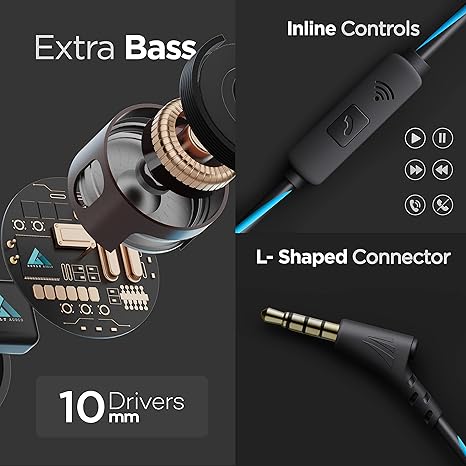 Extra Bass
10 Drivers
mm
Inline Controls
L- Shaped Connector